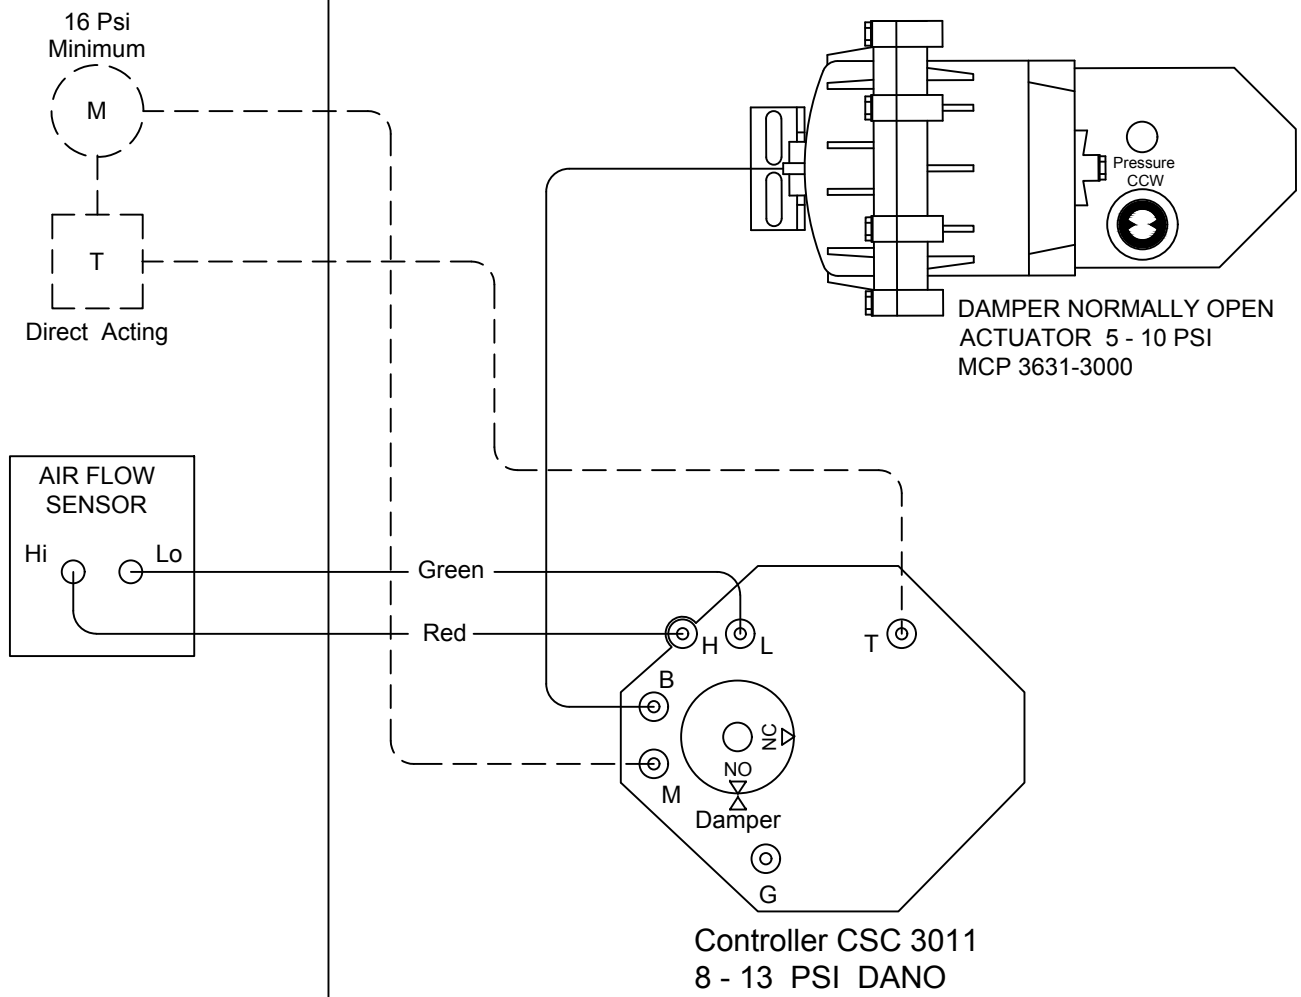 16 Psi
Minimum
M
T
Direct Acting
Pressure
CCW
DAMPER NORMALLY OPEN
ACTUATOR 5 - 10 PSI
MCP 3631-3000
AIR FLOW
SENSOR
Hi
Lo
Green
Red
H
L
T
B
M
NC
NO
Damper
G
Controller CSC 3011
8 - 13 PSI DANO